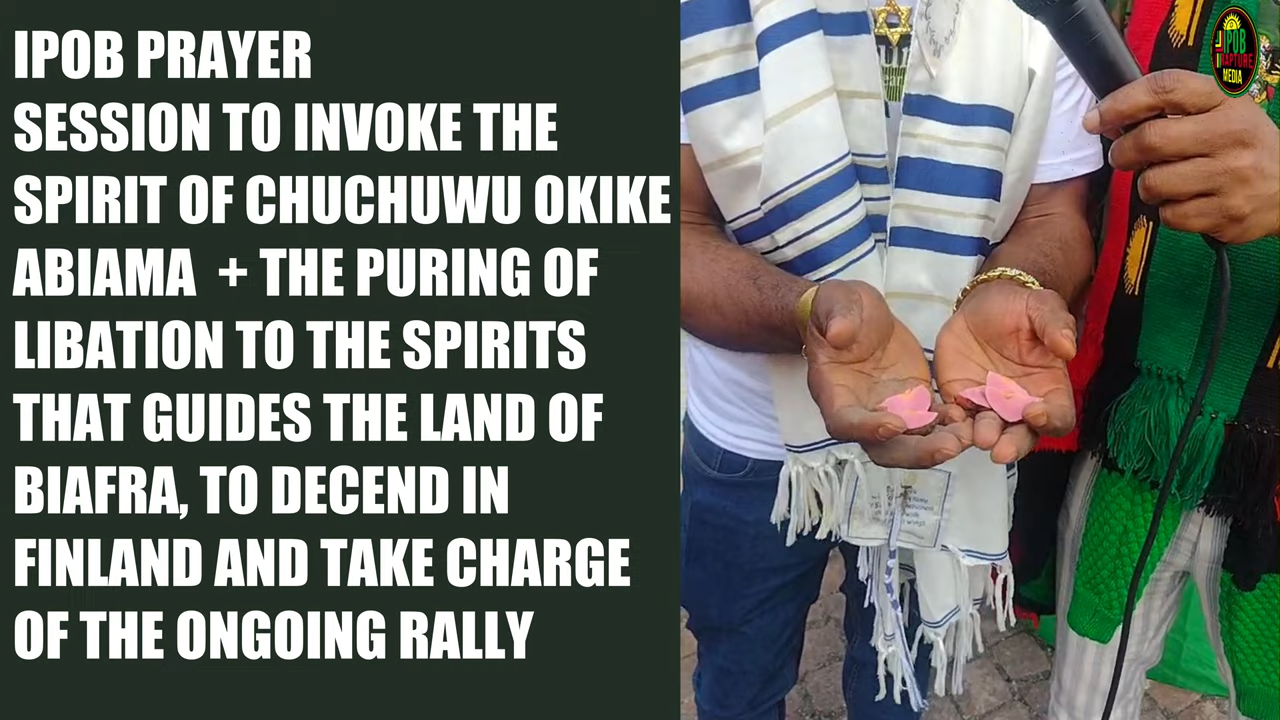 IPOB PRAYER
SESSION TO INVOKE THE
SPIRIT OF CHUCHUWU OKIKE
ABIAMA + THE PURING OF
LIBATION TO THE SPIRITS
THAT GUIDES THE LAND OF
BIAFRA, TO DECEND IN
FINLAND AND TAKE CHARGE
OF THE ONGOING RALLY
IPOB
RAPTURE
MEDIA